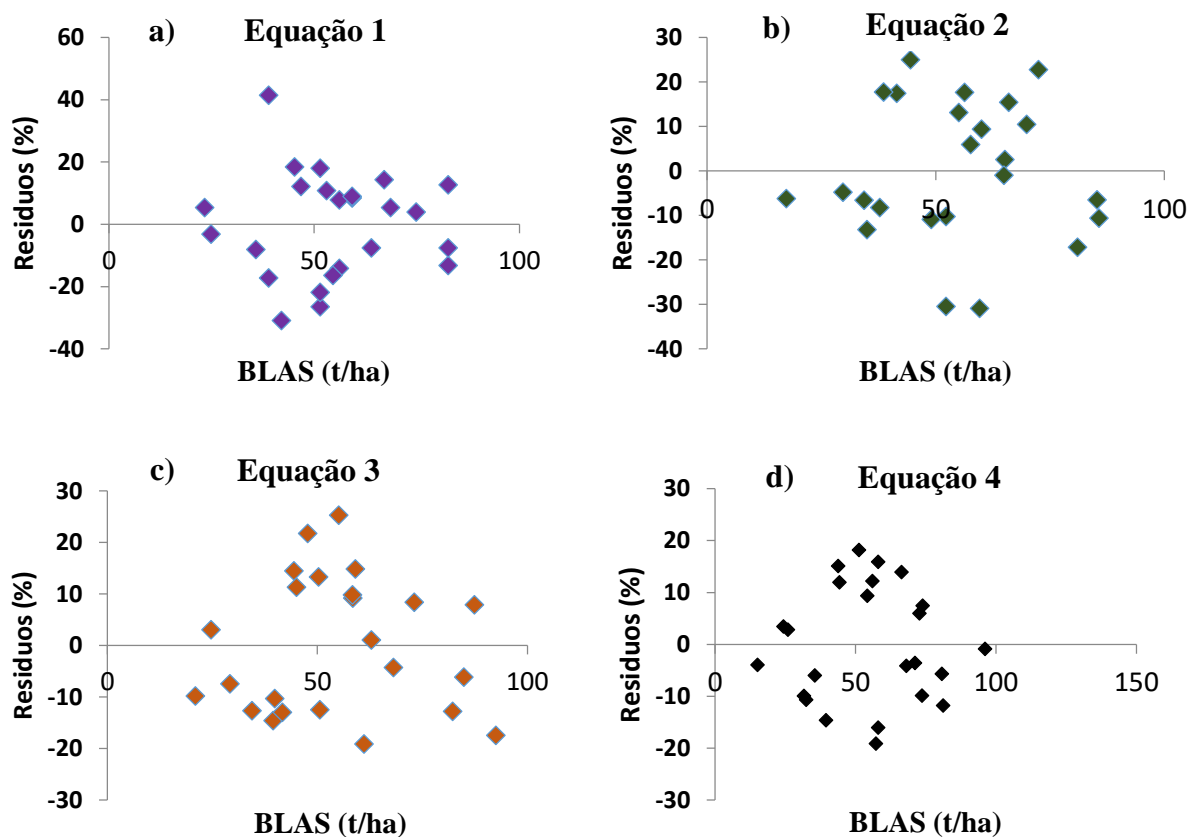 a) Equação 1
60
40
20
0
-20
-40
0 50 100
Residuos (%)
BLAS (t/ha)
b) Equação 2
30
20
10
0
-10
-20
-30
-40
0 50 100
Residuos (%)
BLAS (t/ha)
c) Equação 3
30
20
10
0
-10
-20
-30
0 50 100
Residuos (%)
BLAS (t/ha)
d) Equação 4
30
20
10
0
-10
-20
-30
0 50 100 150
Residuos (%)
BLAS (t/ha)